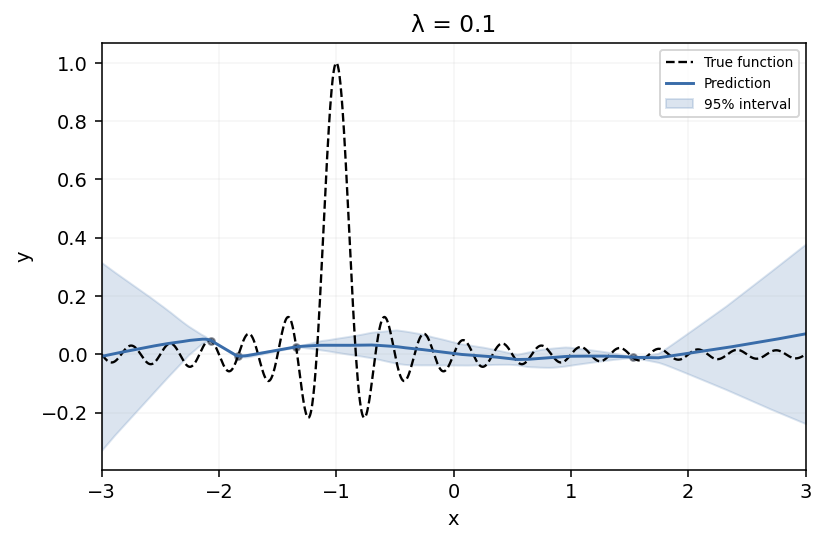 λ = 0.1
True function
Prediction
95% interval
1.0
0.8
0.6
0.4
0.2
0.0
−0.2
y
−3
−2
−1
0
1
2
3
x